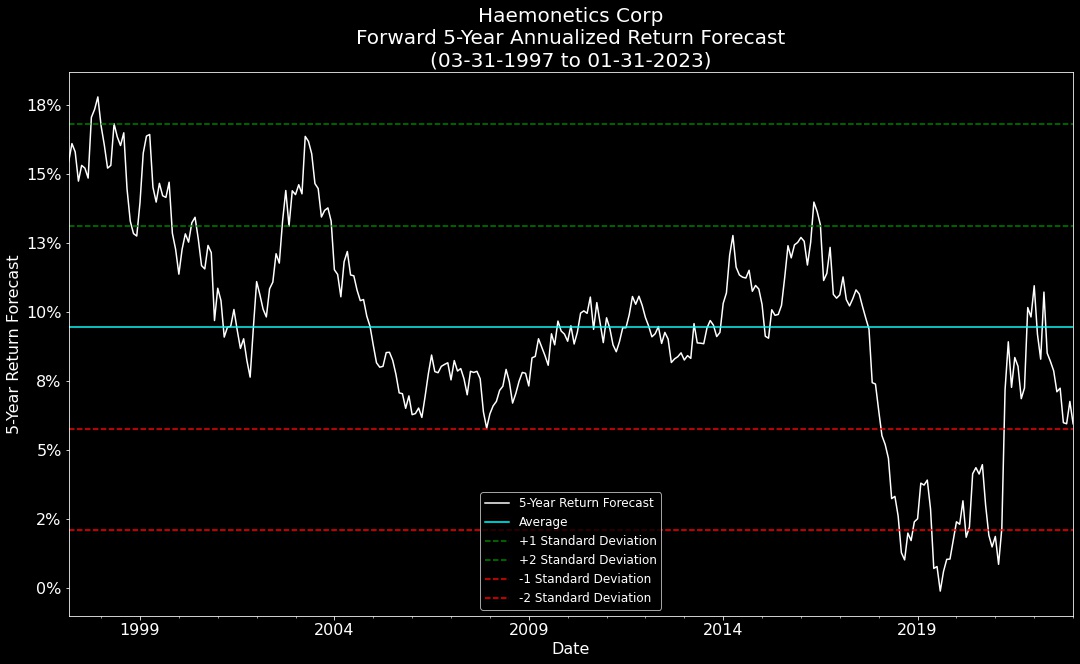 Haemonetics Corp
Forward 5-Year Annualized Return Forecast
(03-31-1997 to 01-31-2023)
5-Year Return Forecast
18%
15%
13%
10%
8%
5%
2%
0%
5-Year Return Forecast
Average
+1 Standard Deviation
+2 Standard Deviation
-1 Standard Deviation
-2 Standard Deviation
1999 2004 2009 2014 2019
Date